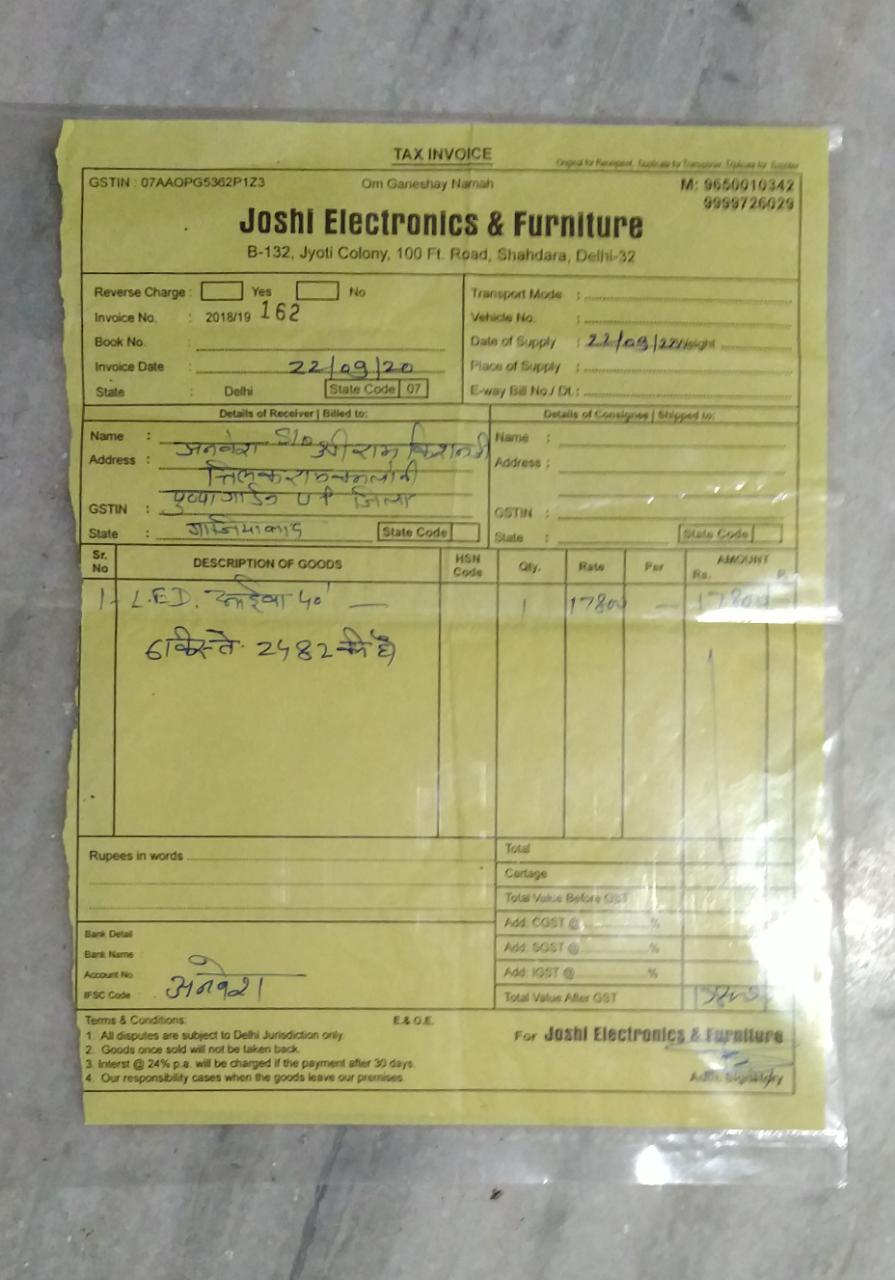 TAX INVOICE
Original for Recepient, Duplicate for Transporter, Triplicate for Supplier
GSTIN : 07AAOPG5362P1Z3 Om Ganeshay Namah M: 9650010342
9999726029
Joshi Electronics & Furniture
B-132, Jyoti Colony, 100 Ft. Road, Shahdara, Delhi-32
Reverse Charge : Yes No
Invoice No. : 2018/19 162
Book No. :
Invoice Date : 22/09/20
State : Delhi State Code 07
Transport Mode :
Vehicle No. :
Date of Supply : 22/09/20 Weight
Place of Supply :
E-way Bill No./ Dt.:
Details of Receiver | Billed to:
Name : अनवेश S/o श्री राम किशन जी
Address : तिलक राम कालोनी
पुष्पा गार्डन U P जिला
GSTIN :
State : गाजियाबाद State Code
Details of Consignee | Shipped to:
Name :
Address :
GSTIN :
State : State Code
Sr. No DESCRIPTION OF GOODS HSN Code Qty. Rate Per AMOUNT Rs. P.
1- L.E.D. 40" — 1 17800 — 17800
6 किस्ते 2482 की है
Rupees in words
Total
Cartage
Total Value Before GST
Add: CGST @ %
Add: SGST @ %
Add: IGST @ %
Total Value After GST 17800
Bank Detail
Bank Name
Account No.
IFSC Code :
अनवेश
Terms & Conditions: E.& O.E.
1. All disputes are subject to Delhi Jurisdiction only.
2. Goods once sold will not be taken back.
3. Interst @ 24% p.a. will be charged if the payment after 30 days.
4. Our responsibility cases when the goods leave our premises.
For Joshi Electronics & Furniture
Auth. Signatory